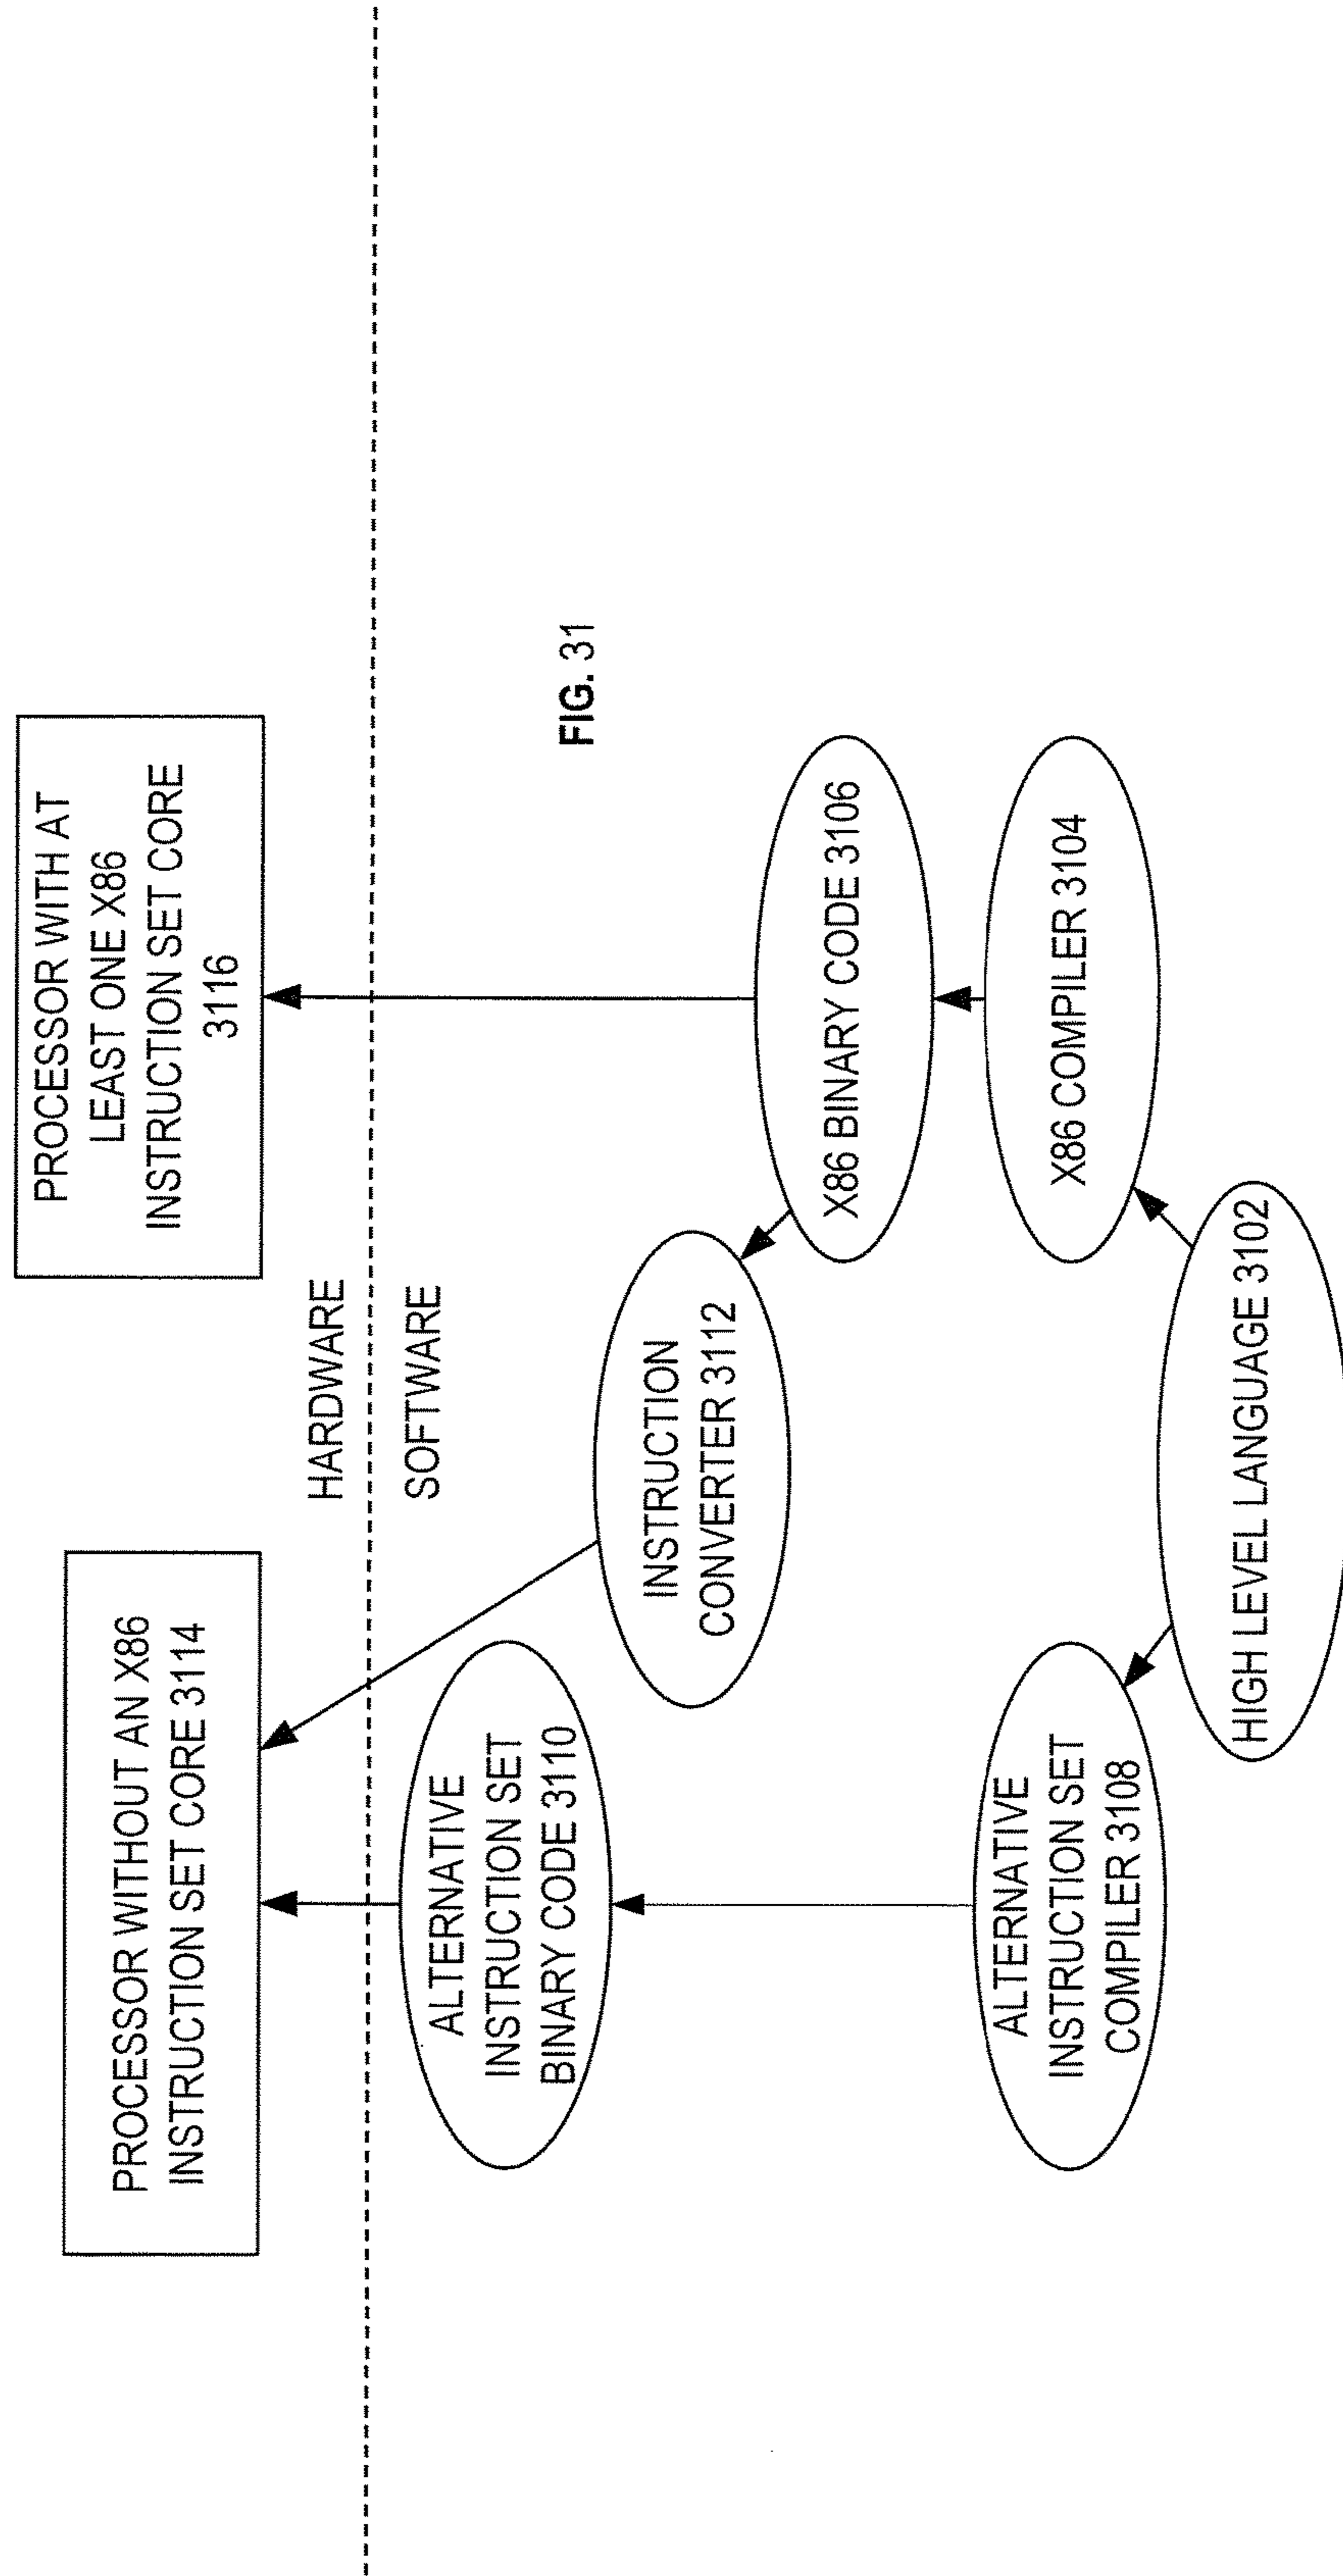 PROCESSOR WITHOUT AN X86
INSTRUCTION SET CORE 3114
PROCESSOR WITH AT
LEAST ONE X86
INSTRUCTION SET CORE
3116
HARDWARE
SOFTWARE
ALTERNATIVE
INSTRUCTION SET
BINARY CODE 3110
INSTRUCTION
CONVERTER 3112
FIG. 31
X86 BINARY CODE 3106
ALTERNATIVE
INSTRUCTION SET
COMPILER 3108
X86 COMPILER 3104
HIGH LEVEL LANGUAGE 3102